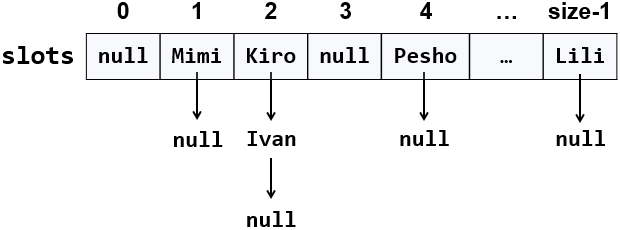 0 1 2 3 4 ... size-1
slots null Mimi Kiro null Pesho ... Lili
null Ivan null null
null